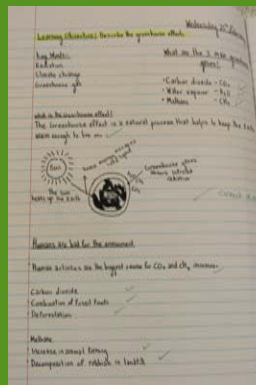 Wednesday 21st
Learning Objective: Describe the greenhouse effect.
Key Words:
Radiation
Climate change
Greenhouse gas
What are the 3 main greenhouse gases?
• Carbon dioxide - CO₂
• Water vapour - H₂O
• Methane - CH₄
What is the greenhouse effect?
The Greenhouse effect is a natural process that helps to keep the Earth
warm enough to live on
Sun
The sun
heats up the Earth
Greenhouse gases
radiation
Humans are bad for the environment
Human activities are the biggest cause for CO₂ and CH₄ increases.
Carbon dioxide
Combustion of fossil fuels
Deforestation
Methane
Increase in animal farming
Decomposition of rubbish in landfill